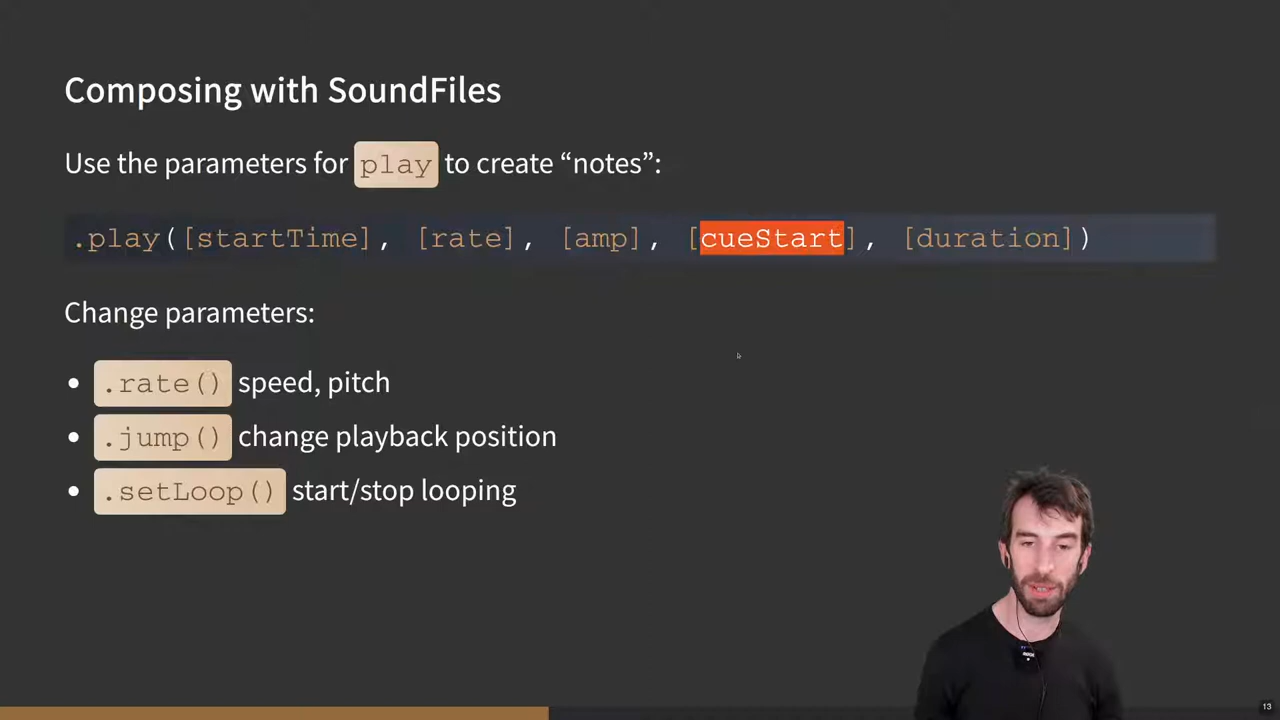 Composing with SoundFiles
Use the parameters for play to create “notes”:
.play([startTime], [rate], [amp], [cueStart], [duration])
Change parameters:
• .rate() speed, pitch
• .jump() change playback position
• .setLoop() start/stop looping
RODE
13